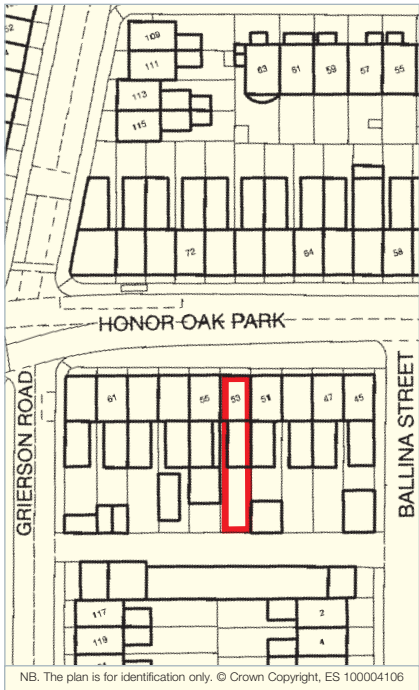 52
109
111
63 61 59 57 55
113
115
72 64 58
HONOR OAK PARK
GRIERSON ROAD
BALLINA STREET
61 55 53 51 47 45
117 2
119 4
NB. The plan is for identification only. © Crown Copyright, ES 100004106